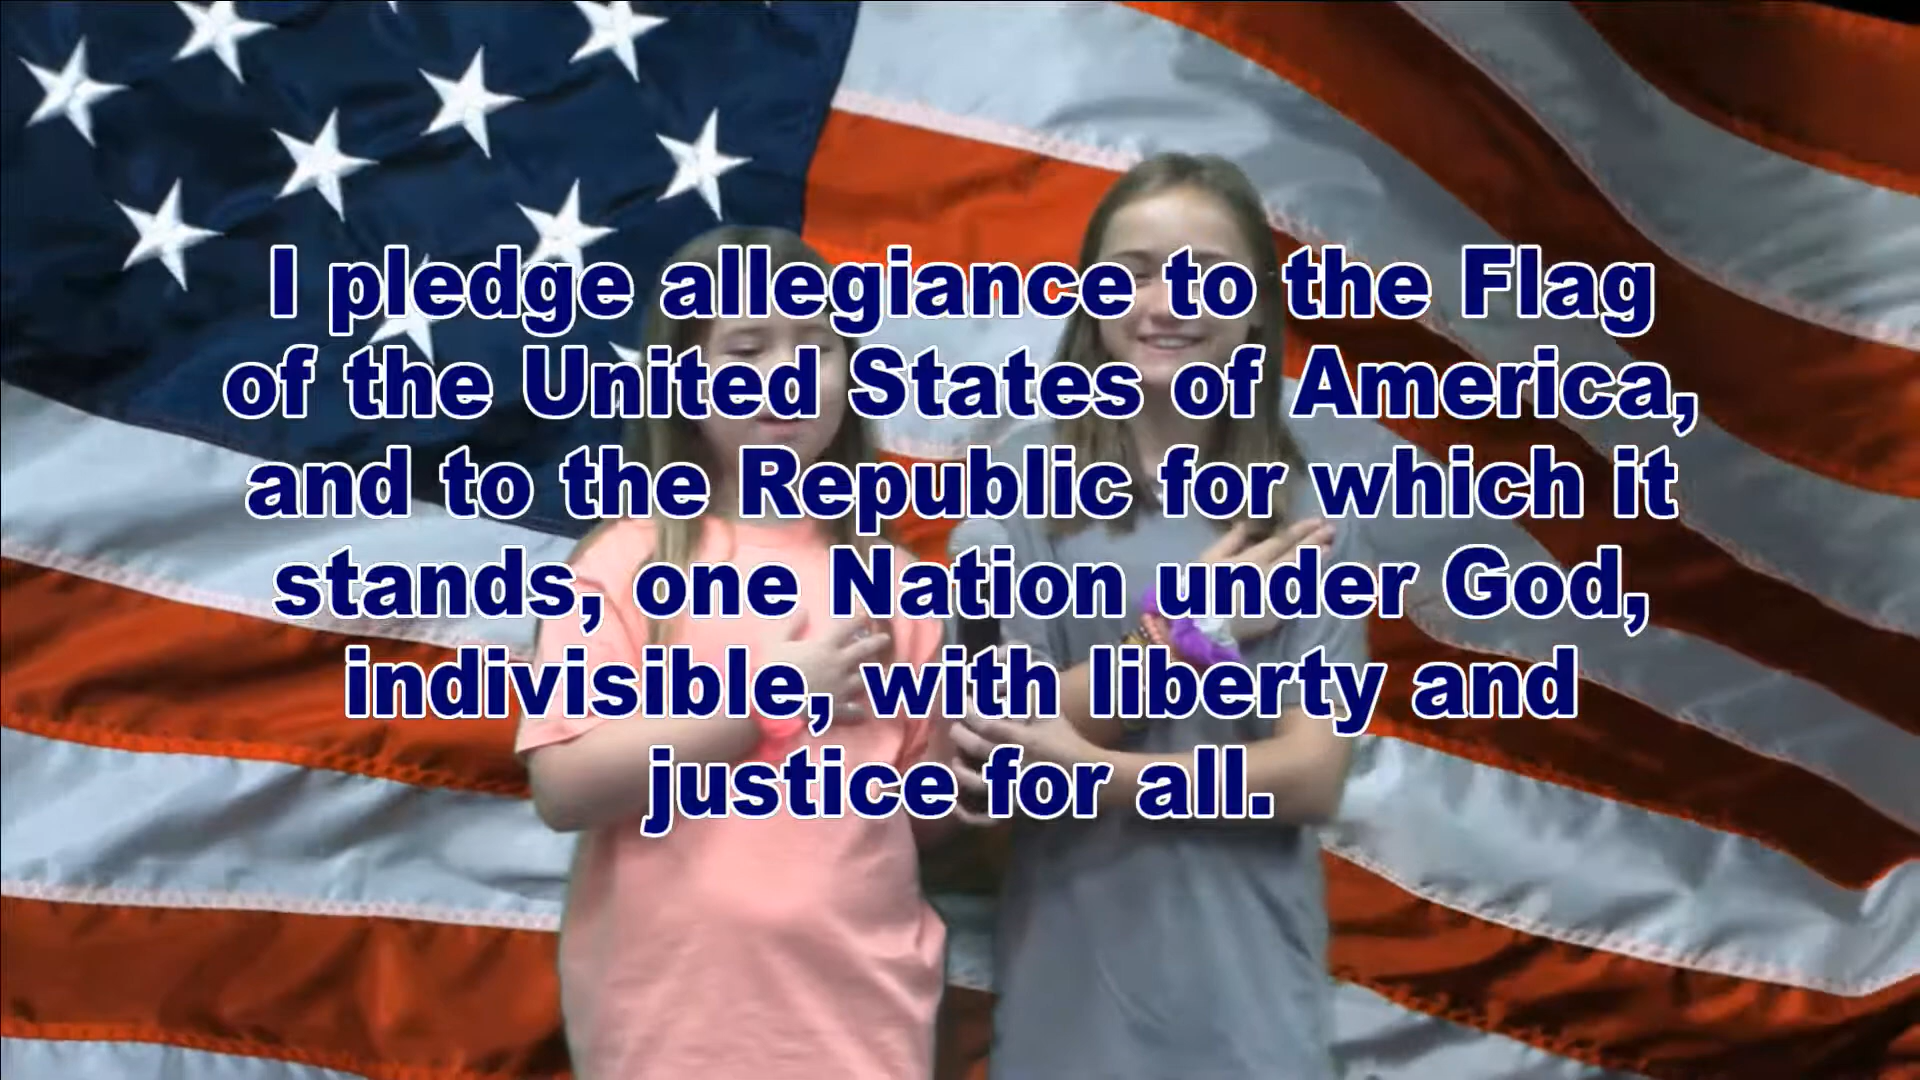 I pledge allegiance to the Flag
of the United States of America,
and to the Republic for which it
stands, one Nation under God,
indivisible, with liberty and
justice for all.